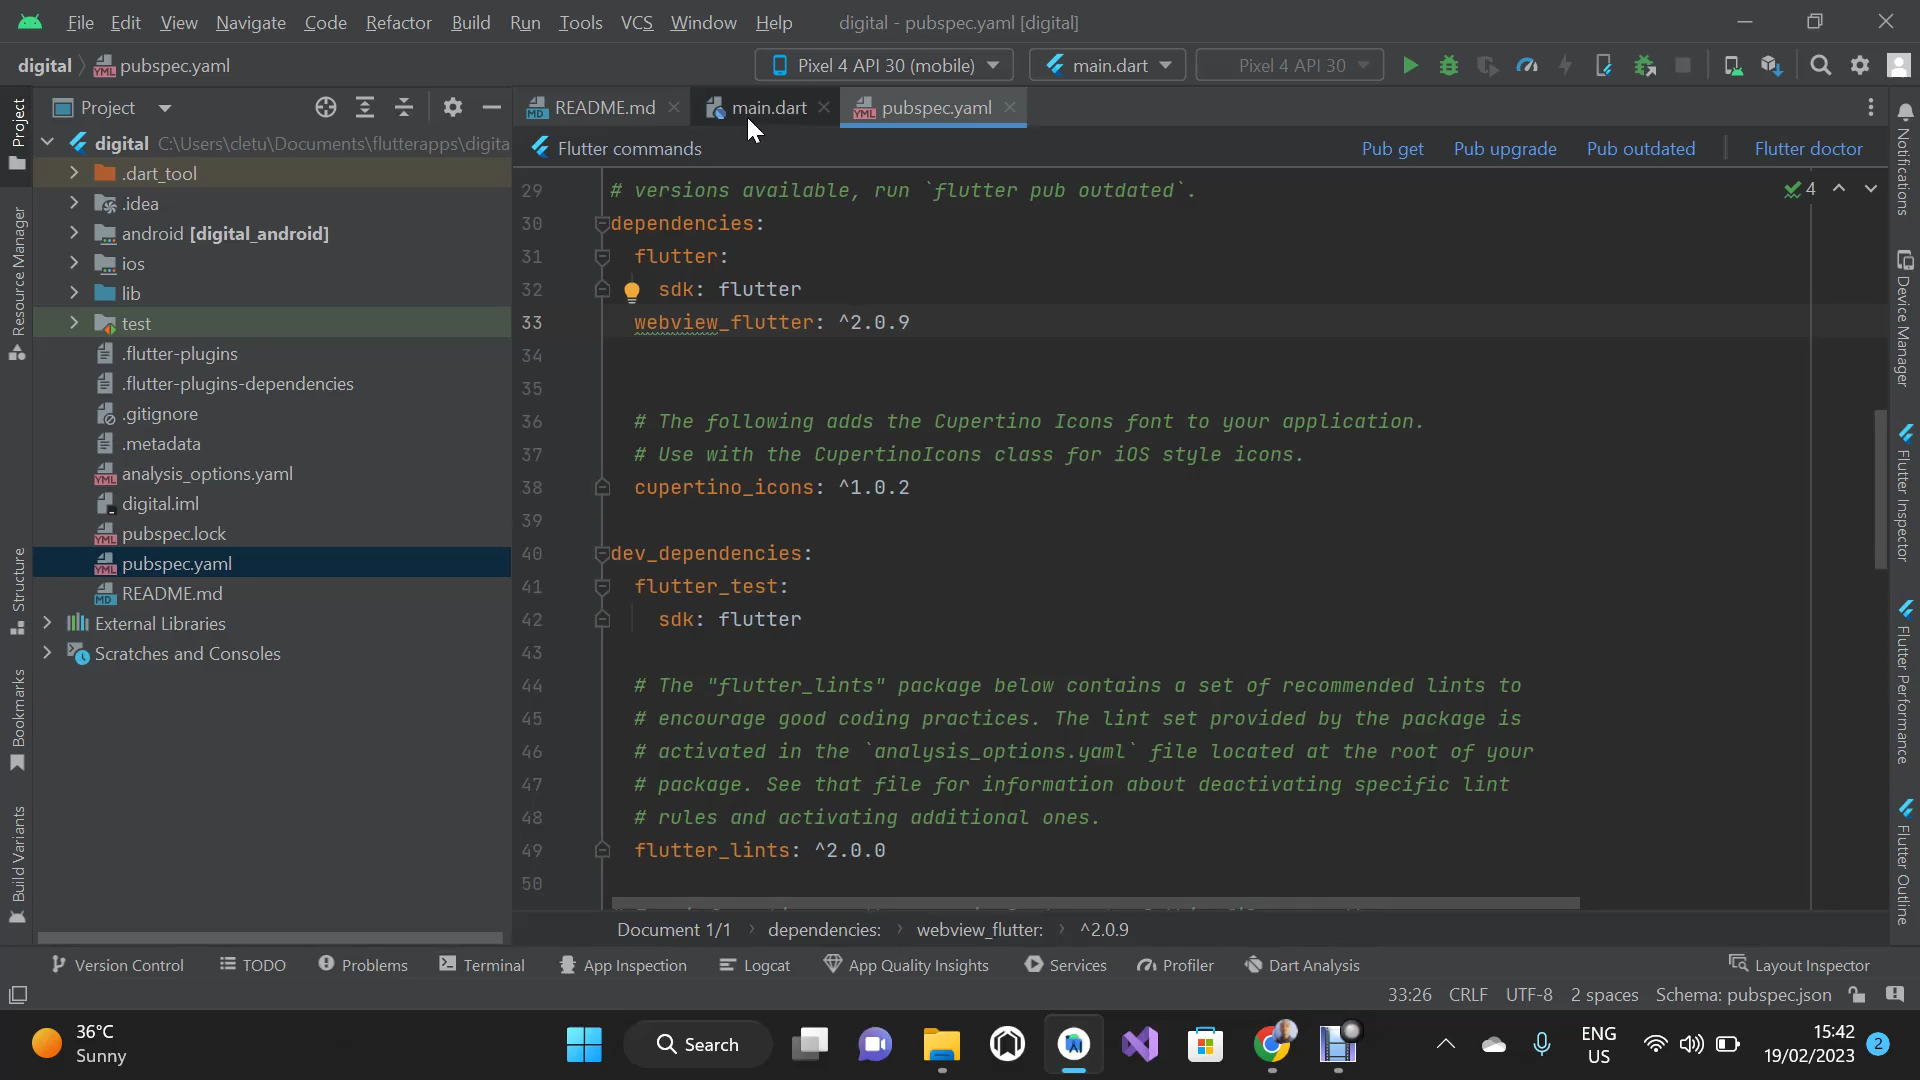 File Edit View Navigate Code Refactor Build Run Tools VCS Window Help digital - pubspec.yaml [digital]
digital pubspec.yaml Pixel 4 API 30 (mobile) main.dart Pixel 4 API 30
Project README.md main.dart pubspec.yaml
Flutter commands Pub get Pub upgrade Pub outdated Flutter doctor
Project
Resource Manager
Structure
Bookmarks
Build Variants
digital C:\Users\cletu\Documents\flutterapps\digita
.dart_tool
.idea
android [digital_android]
ios
lib
test
.flutter-plugins
.flutter-plugins-dependencies
.gitignore
.metadata
analysis_options.yaml
digital.iml
pubspec.lock
pubspec.yaml
README.md
External Libraries
Scratches and Consoles
29 # versions available, run `flutter pub outdated`.
30 dependencies:
31 flutter:
32 sdk: flutter
33 webview_flutter: ^2.0.9
34
35
36 # The following adds the Cupertino Icons font to your application.
37 # Use with the CupertinoIcons class for iOS style icons.
38 cupertino_icons: ^1.0.2
39
40 dev_dependencies:
41 flutter_test:
42 sdk: flutter
43
44 # The "flutter_lints" package below contains a set of recommended lints to
45 # encourage good coding practices. The lint set provided by the package is
46 # activated in the `analysis_options.yaml` file located at the root of your
47 # package. See that file for information about deactivating specific lint
48 # rules and activating additional ones.
49 flutter_lints: ^2.0.0
50
4
Notifications
Device Manager
Flutter Inspector
Flutter Performance
Flutter Outline
Document 1/1 dependencies: webview_flutter: ^2.0.9
Version Control TODO Problems Terminal App Inspection Logcat App Quality Insights Services Profiler Dart Analysis Layout Inspector
33:26 CRLF UTF-8 2 spaces Schema: pubspec.json
36°C
Sunny
Search
ENG
US
15:42
19/02/2023
2